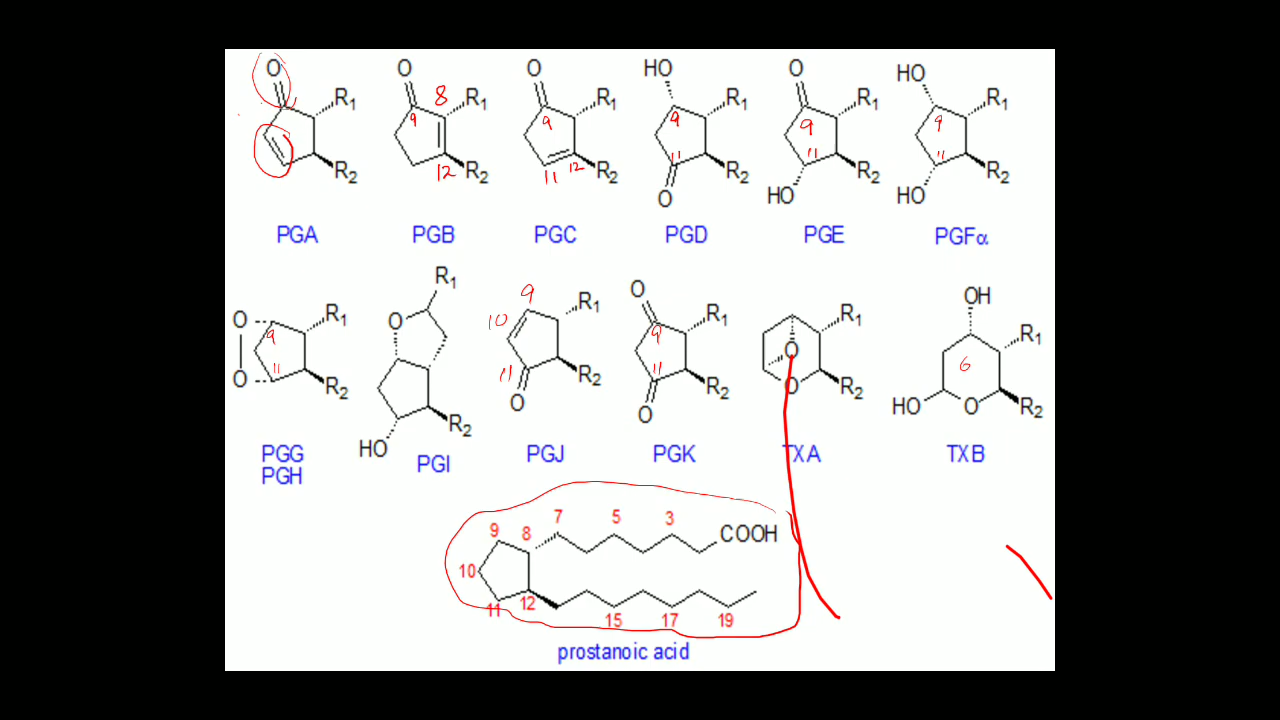 O O O HO O HO
R1 8 R1 R1 R1 R1 R1
9 9 9 9 9
12 R2 11 12 R2 11 R2 11 R2 11 R2
R2 O HO HO
PGA PGB PGC PGD PGE PGFα
R1 OH
O R1 O 9 R1 O R1 R1 R1
9 10 9 O 6
O 11 R2 R2 11 R2 11 R2 O R2 HO O R2
HO O O
PGG PGI PGJ PGK TXA TXB
PGH
9 8 7 5 3 COOH
10
11 12 15 17 19
prostanoic acid